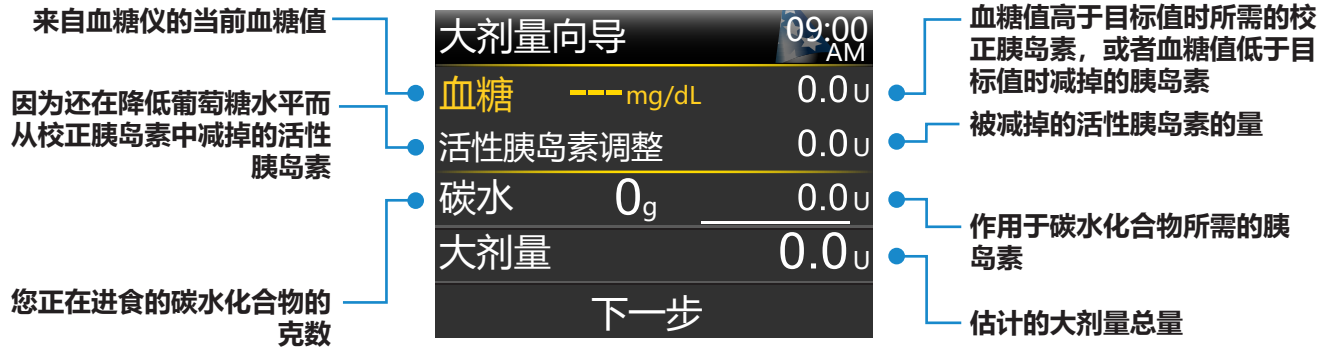 来自血糖仪的当前血糖值
因为还在降低葡萄糖水平而
从校正胰岛素中减掉的活性
胰岛素
您正在进食的碳水化合物的
克数
大剂量向导 09:00
AM
血糖 --- mg/dL 0.0 U
活性胰岛素调整 0.0 U
碳水 0g 0.0 U
大剂量 0.0 U
下一步
血糖值高于目标值时所需的校
正胰岛素，或者血糖值低于目
标值时减掉的胰岛素
被减掉的活性胰岛素的量
作用于碳水化合物所需的胰
岛素
估计的大剂量总量